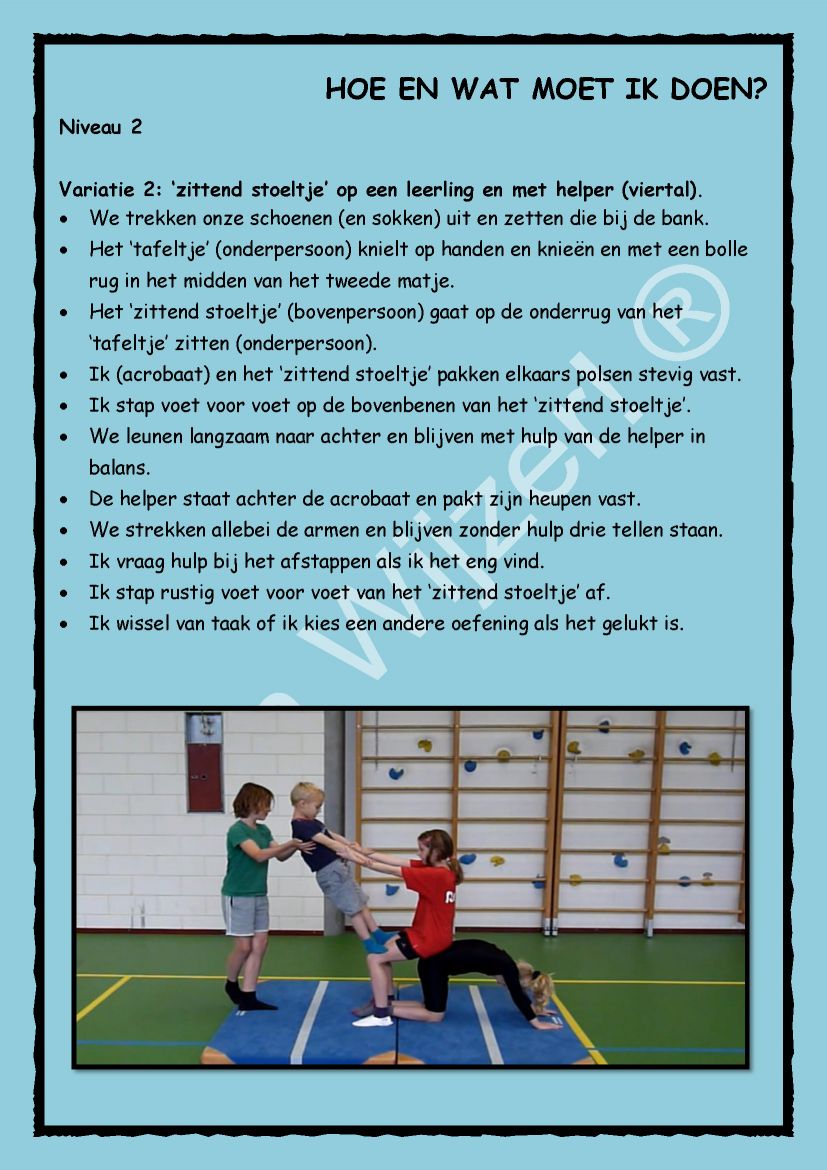 HOE EN WAT MOET IK DOEN?
Niveau 2
Variatie 2: ‘zittend stoeltje’ op een leerling en met helper (viertal).
• We trekken onze schoenen (en sokken) uit en zetten die bij de bank.
• Het ‘tafeltje’ (onderpersoon) knielt op handen en knieën en met een bolle
rug in het midden van het tweede matje.
• Het ‘zittend stoeltje’ (bovenpersoon) gaat op de onderrug van het
‘tafeltje’ zitten (onderpersoon).
• Ik (acrobaat) en het ‘zittend stoeltje’ pakken elkaars polsen stevig vast.
• Ik stap voet voor voet op de bovenbenen van het ‘zittend stoeltje’.
• We leunen langzaam naar achter en blijven met hulp van de helper in
balans.
• De helper staat achter de acrobaat en pakt zijn heupen vast.
• We strekken allebei de armen en blijven zonder hulp drie tellen staan.
• Ik vraag hulp bij het afstappen als ik het eng vind.
• Ik stap rustig voet voor voet van het ‘zittend stoeltje’ af.
• Ik wissel van taak of ik kies een andere oefening als het gelukt is.
Wijzer! ®